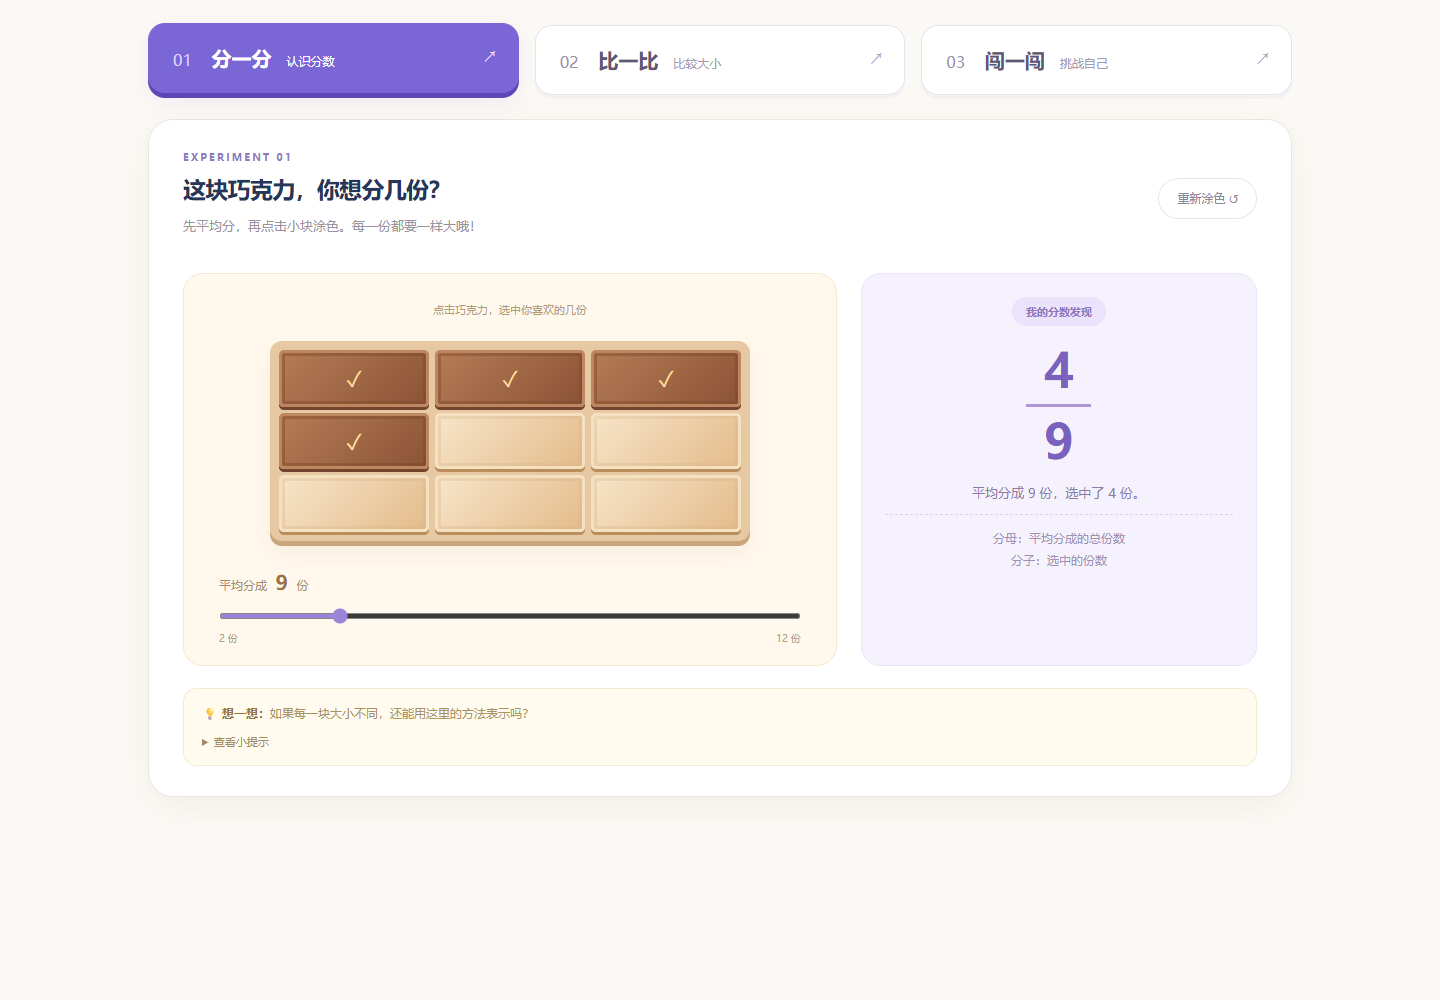 01 分一分 认识分数 ↗
02 比一比 比较大小 ↗
03 闯一闯 挑战自己 ↗
EXPERIMENT 01
这块巧克力，你想分几份？
先平均分，再点击小块涂色。每一份都要一样大哦！
重新涂色 ↺
点击巧克力，选中你喜欢的几份
✓ ✓ ✓
✓
平均分成 9 份
2 份
12 份
我的分数发现
4
9
平均分成 9 份，选中了 4 份。
分母：平均分成的总份数
分子：选中的份数
💡 想一想：如果每一块大小不同，还能用这里的方法表示吗？
▶ 查看小提示